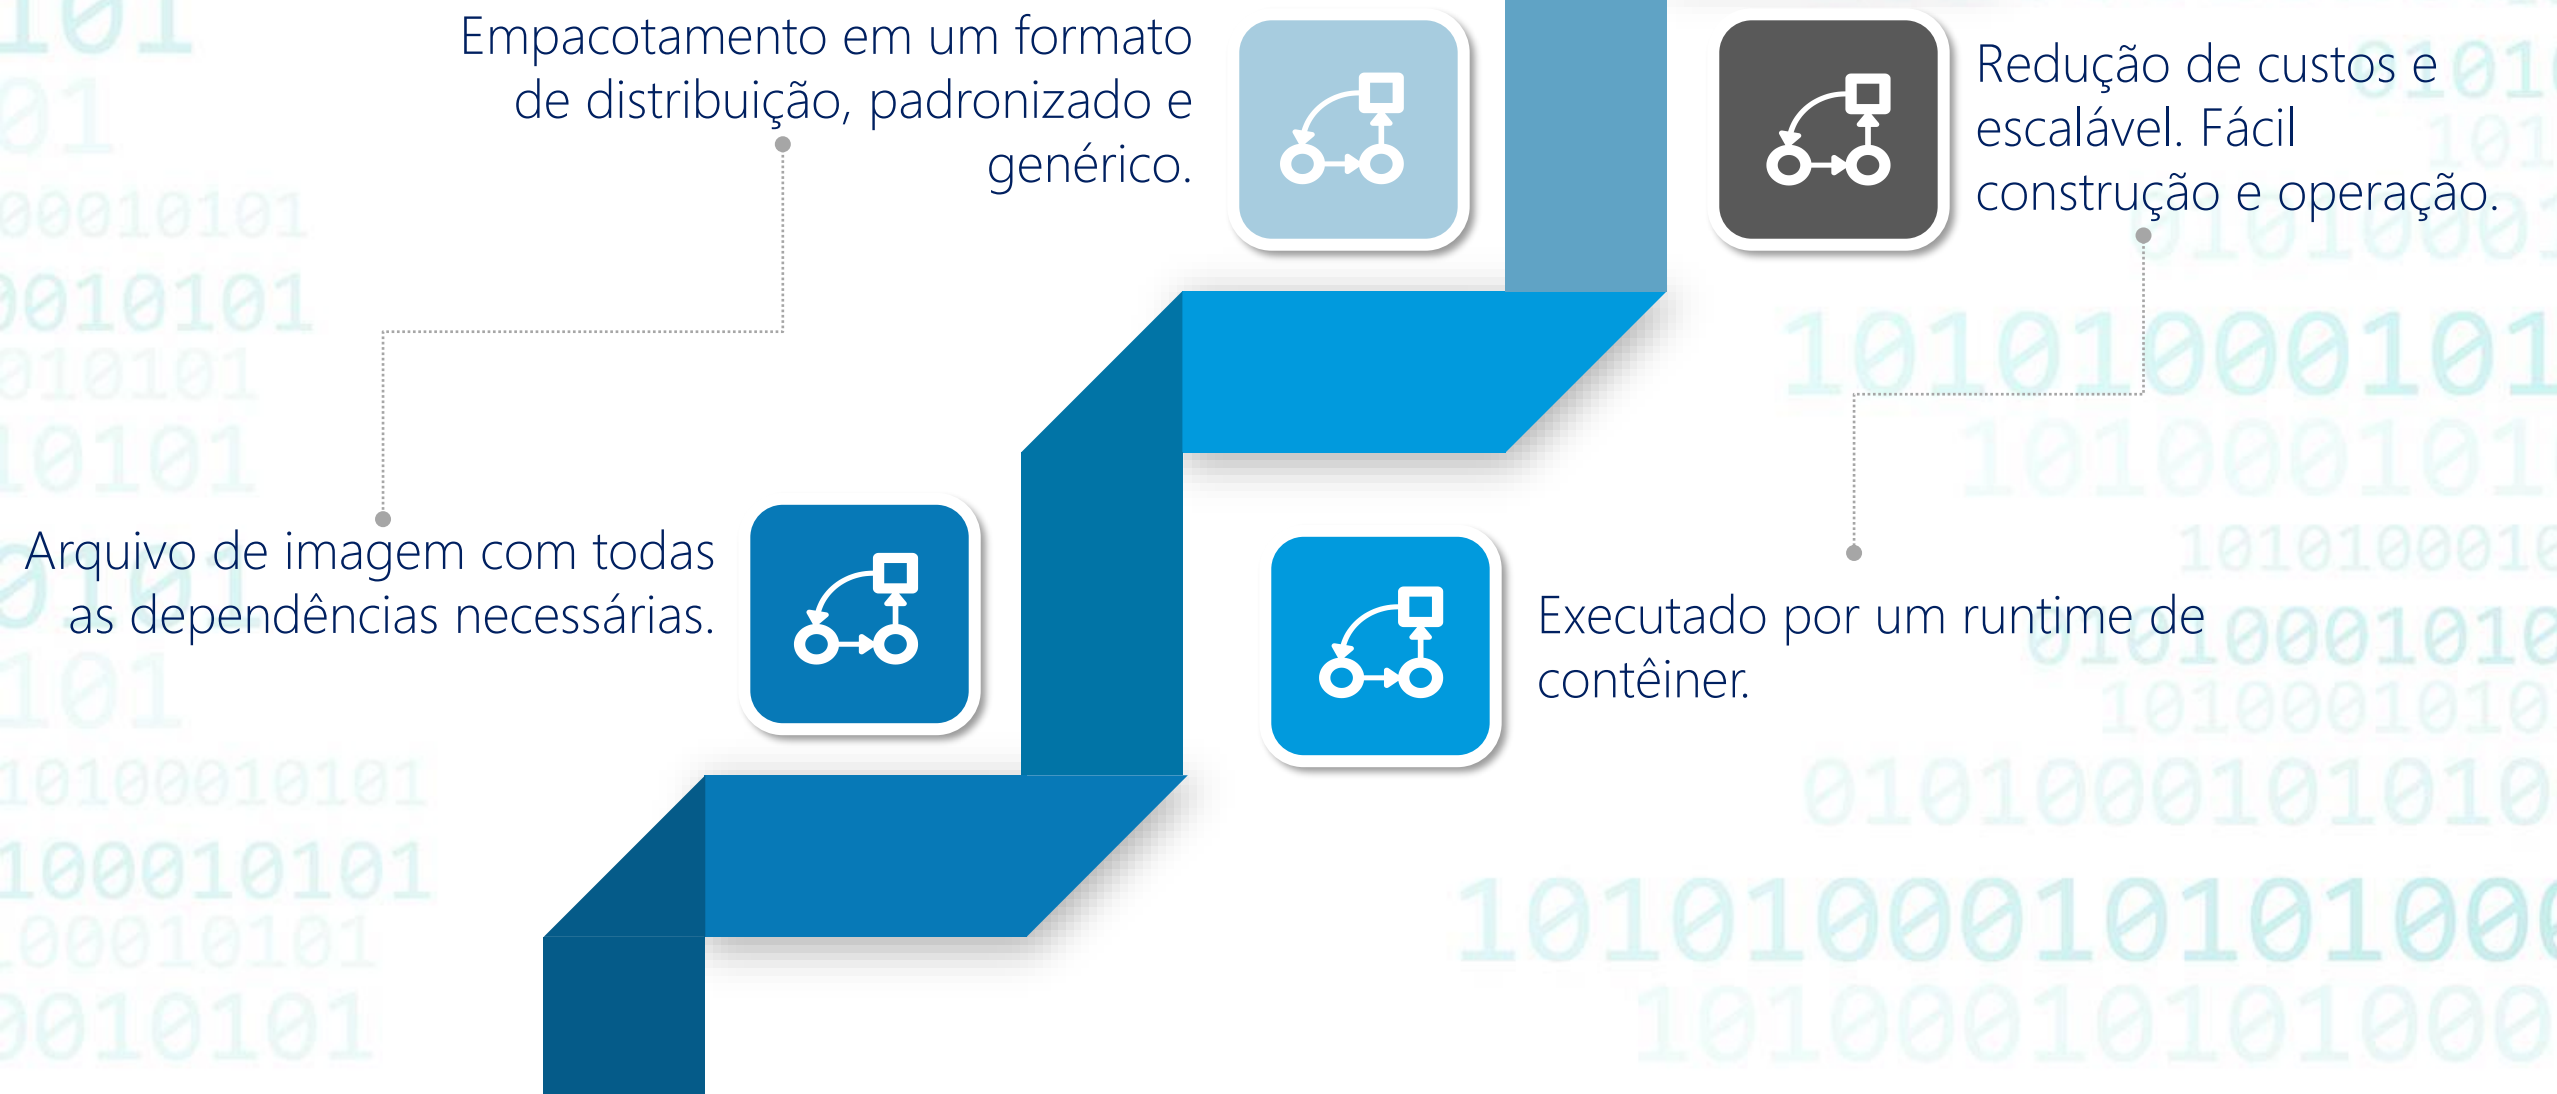 Empacotamento em um formato
de distribuição, padronizado e
genérico.
Redução de custos e
escalável. Fácil
construção e operação.
Arquivo de imagem com todas
as dependências necessárias.
Executado por um runtime de
contêiner.